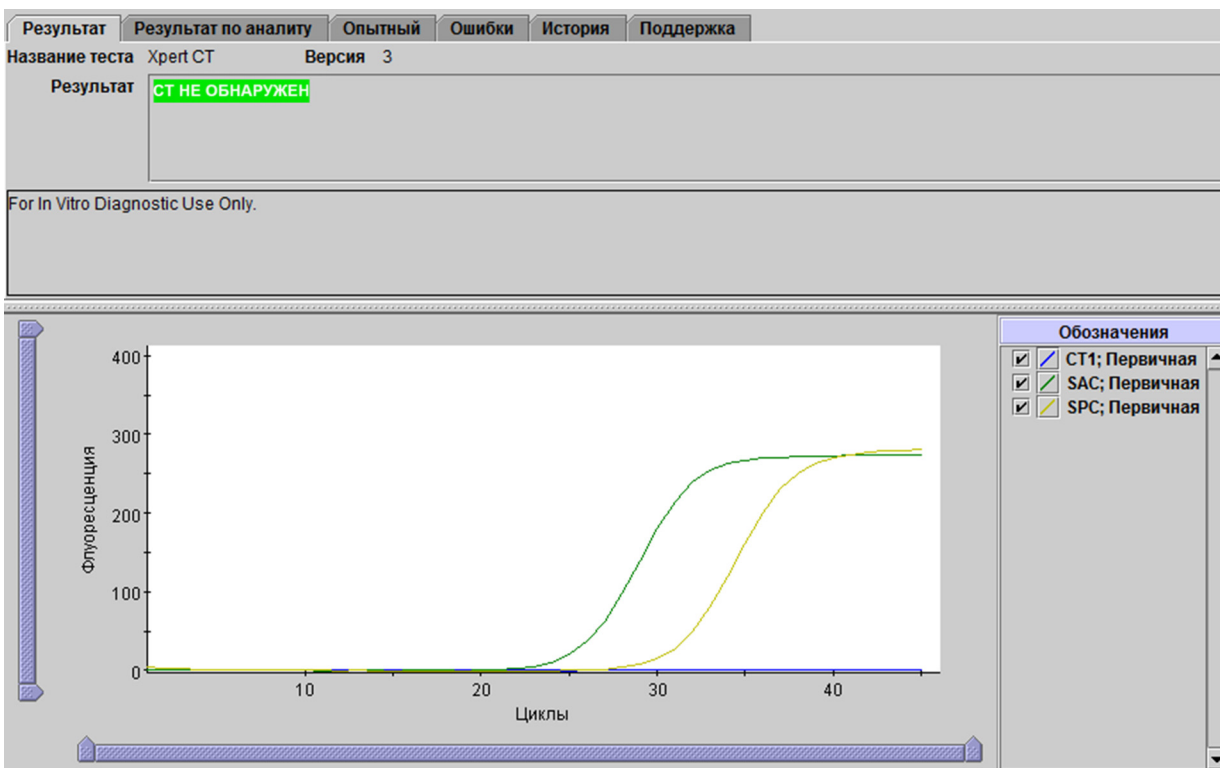 Результат Результат по аналиту Опытный Ошибки История Поддержка
Название теста Xpert CT Версия 3
Результат CT НЕ ОБНАРУЖЕН
For In Vitro Diagnostic Use Only.
Обозначения
CT1; Первичная
SAC; Первичная
SPC; Первичная
Флуоресценция
400
300
200
100
0
10 20 30 40
Циклы